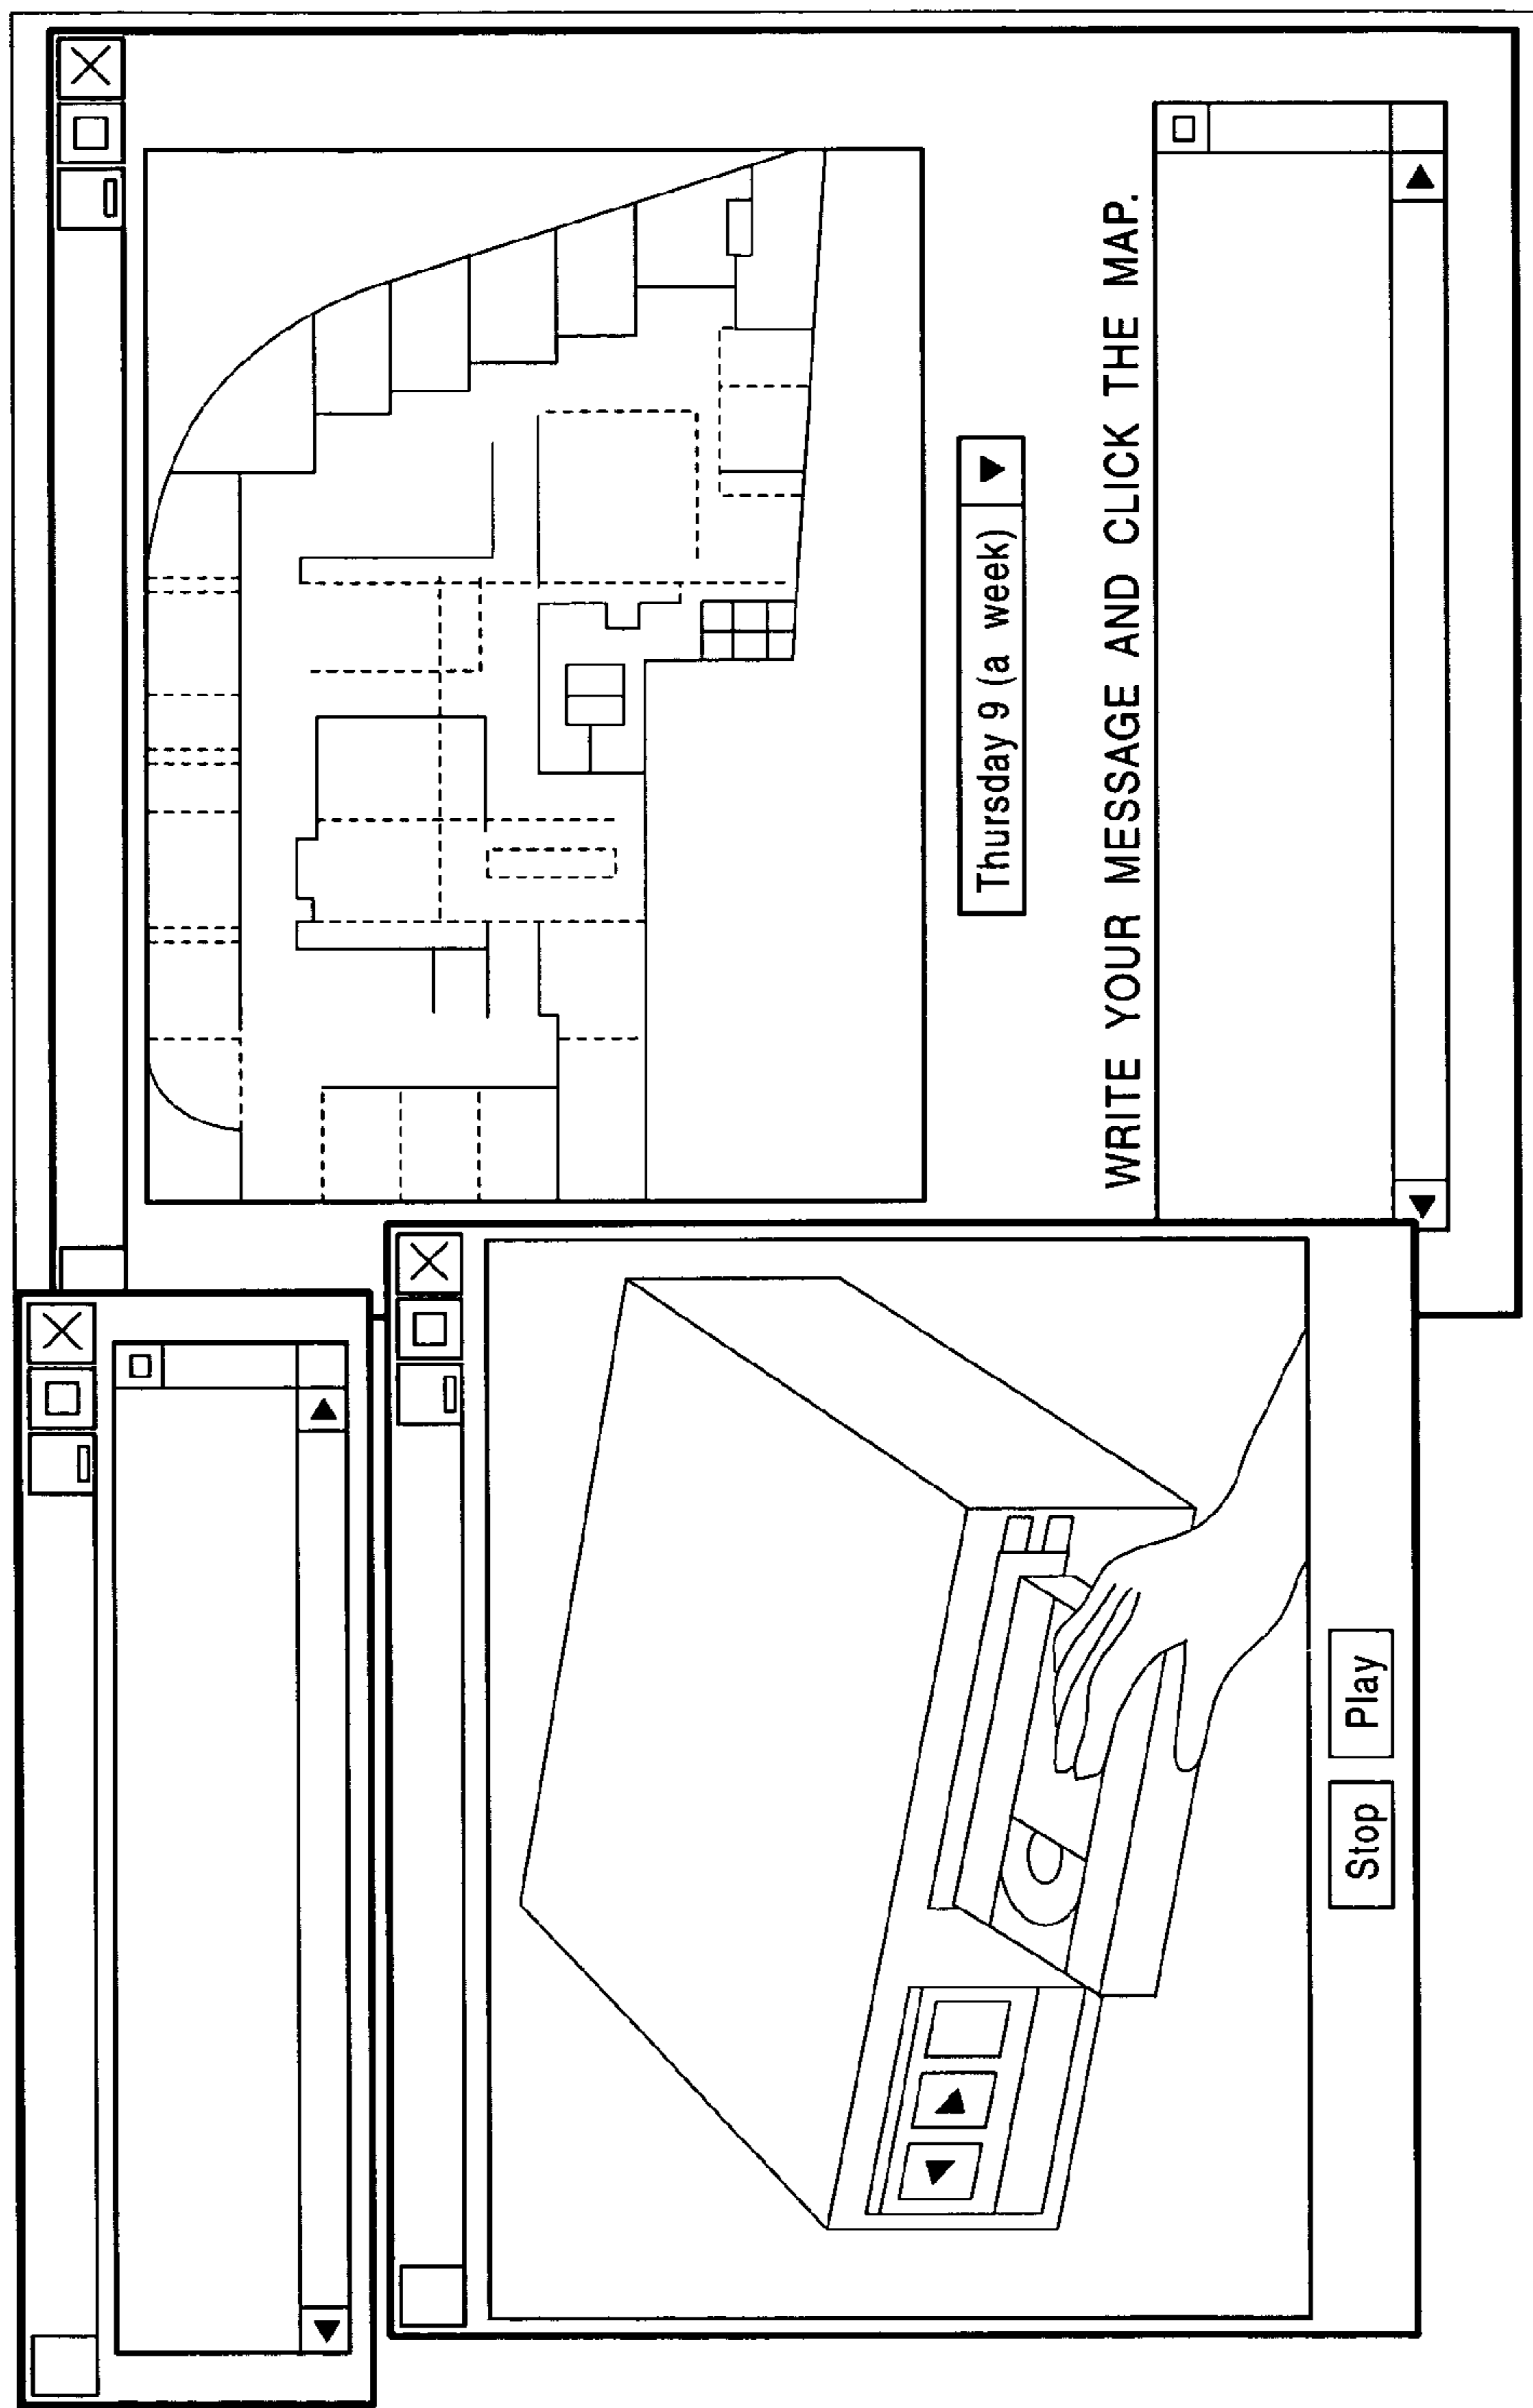 Thursday 9 (a week)
WRITE YOUR MESSAGE AND CLICK THE MAP.
Stop
Play